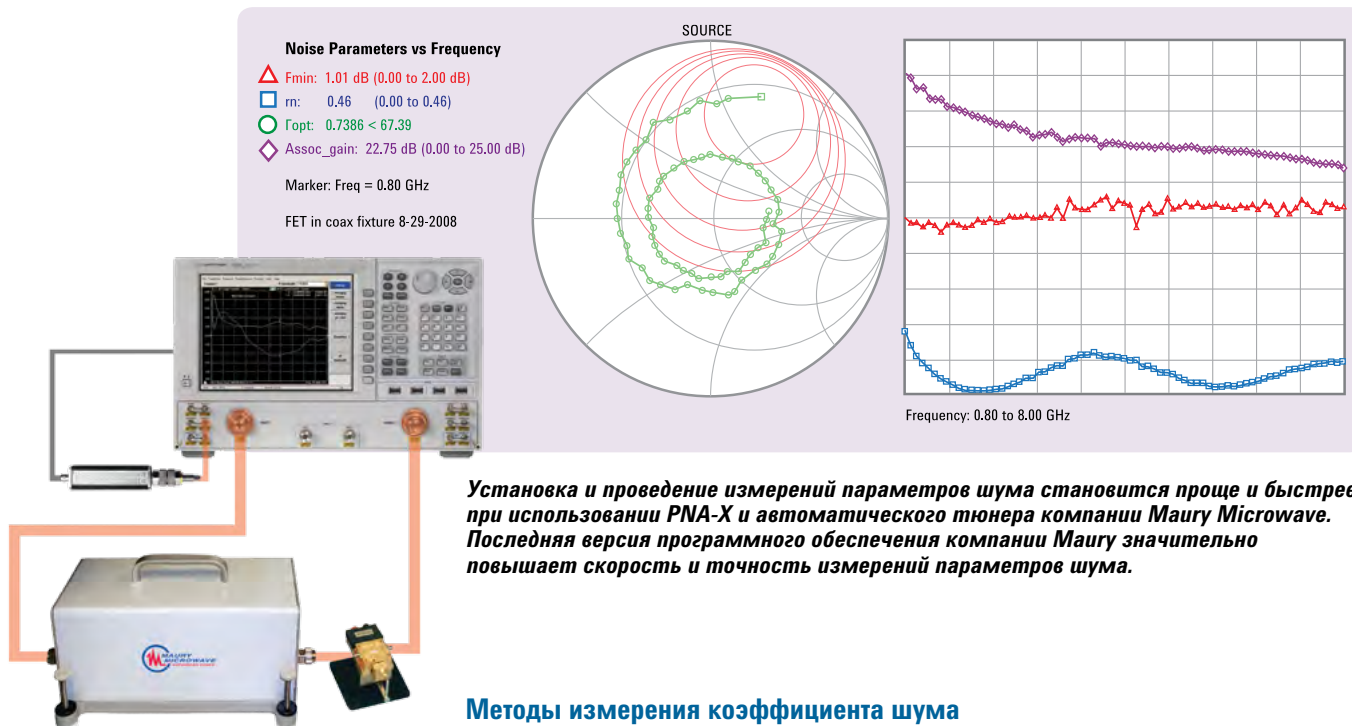 Noise Parameters vs Frequency
Fmin: 1.01 dB (0.00 to 2.00 dB)
rn: 0.46 (0.00 to 0.46)
Γopt: 0.7386 < 67.39
Assoc_gain: 22.75 dB (0.00 to 25.00 dB)
Marker: Freq = 0.80 GHz
FET in coax fixture 8-29-2008
SOURCE
Frequency: 0.80 to 8.00 GHz
Установка и проведение измерений параметров шума становится проще и быстрее
при использовании PNA-X и автоматического тюнера компании Maury Microwave.
Последняя версия программного обеспечения компании Maury значительно
повышает скорость и точность измерений параметров шума.
MAURY
MICROWAVE
Методы измерения коэффициента шума